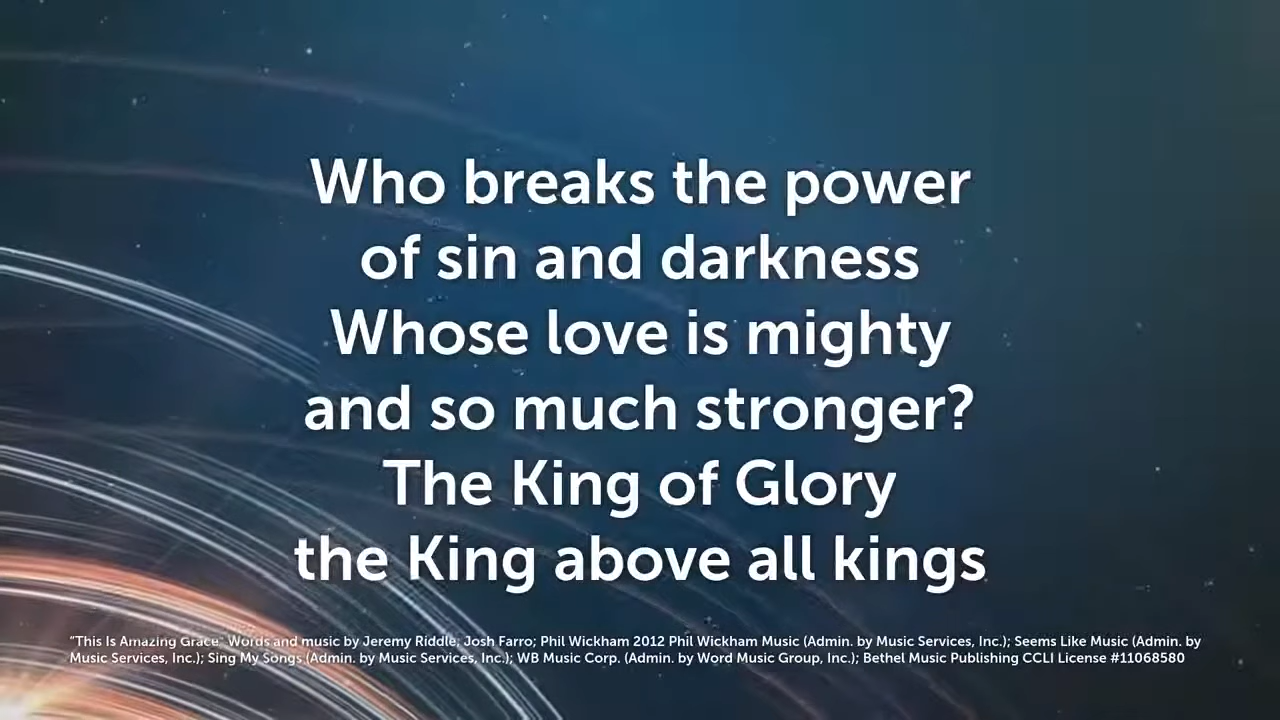 Who breaks the power
of sin and darkness
Whose love is mighty
and so much stronger?
The King of Glory
the King above all kings
"This Is Amazing Grace" Words and music by Jeremy Riddle; Josh Farro; Phil Wickham 2012 Phil Wickham Music (Admin. by Music Services, Inc.); Seems Like Music (Admin. by
Music Services, Inc.); Sing My Songs (Admin. by Music Services, Inc.); WB Music Corp. (Admin. by Word Music Group, Inc.); Bethel Music Publishing CCLI License #11068580